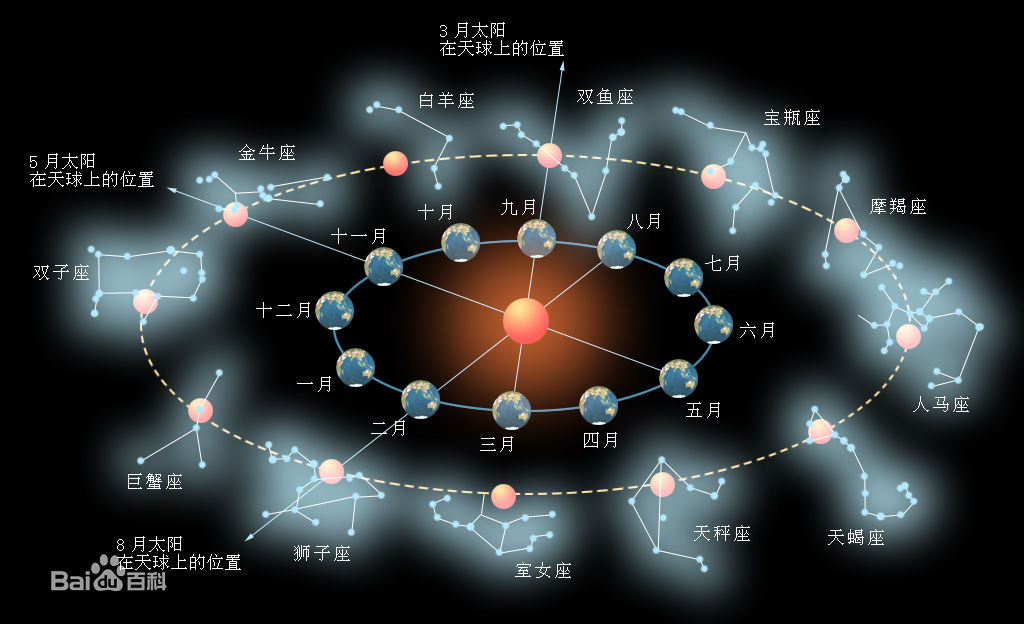 3月太阳
在天球上的位置
白羊座
双鱼座
宝瓶座
金牛座
5月太阳
在天球上的位置
摩羯座
十月
九月
八月
十一月
七月
双子座
十二月
六月
一月
人马座
二月
三月
四月
五月
巨蟹座
8月太阳
在天球上的位置
狮子座
室女座
天秤座
天蝎座
Baidu百科